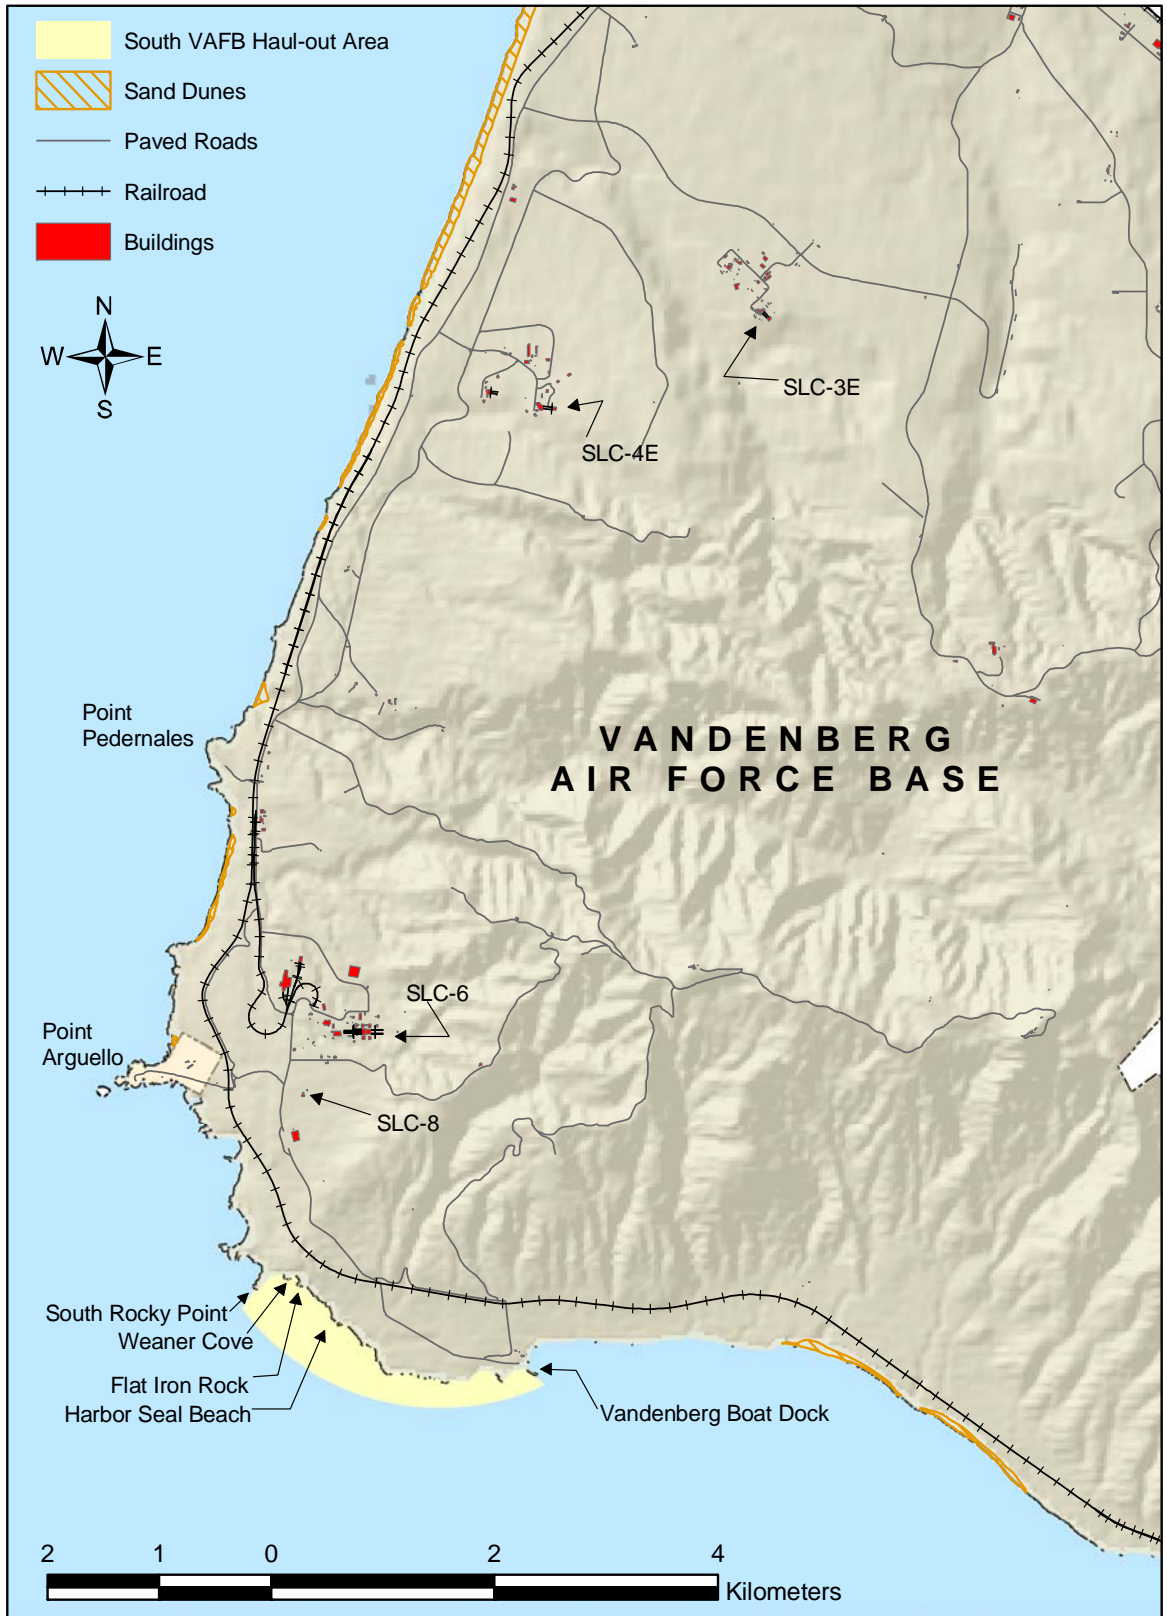 South VAFB Haul-out Area
Sand Dunes
Paved Roads
Railroad
Buildings
N
W E
S
SLC-3E
SLC-4E
Point
Pedernales
VANDENBERG
AIR FORCE BASE
SLC-6
Point
Arguello
SLC-8
South Rocky Point
Weaner Cove
Flat Iron Rock
Harbor Seal Beach
Vandenberg Boat Dock
2 1 0 2 4
Kilometers